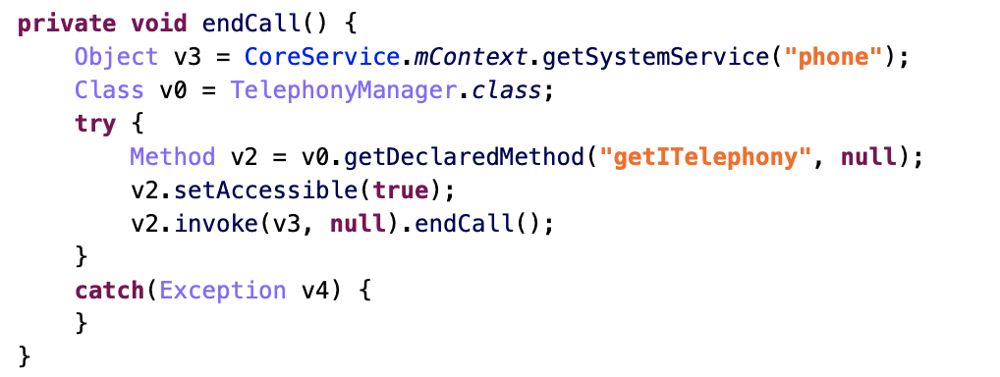 private void endCall() {
    Object v3 = CoreService.mContext.getSystemService("phone");
    Class v0 = TelephonyManager.class;
    try {
        Method v2 = v0.getDeclaredMethod("getITelephony", null);
        v2.setAccessible(true);
        v2.invoke(v3, null).endCall();
    }
    catch(Exception v4) {
    }
}